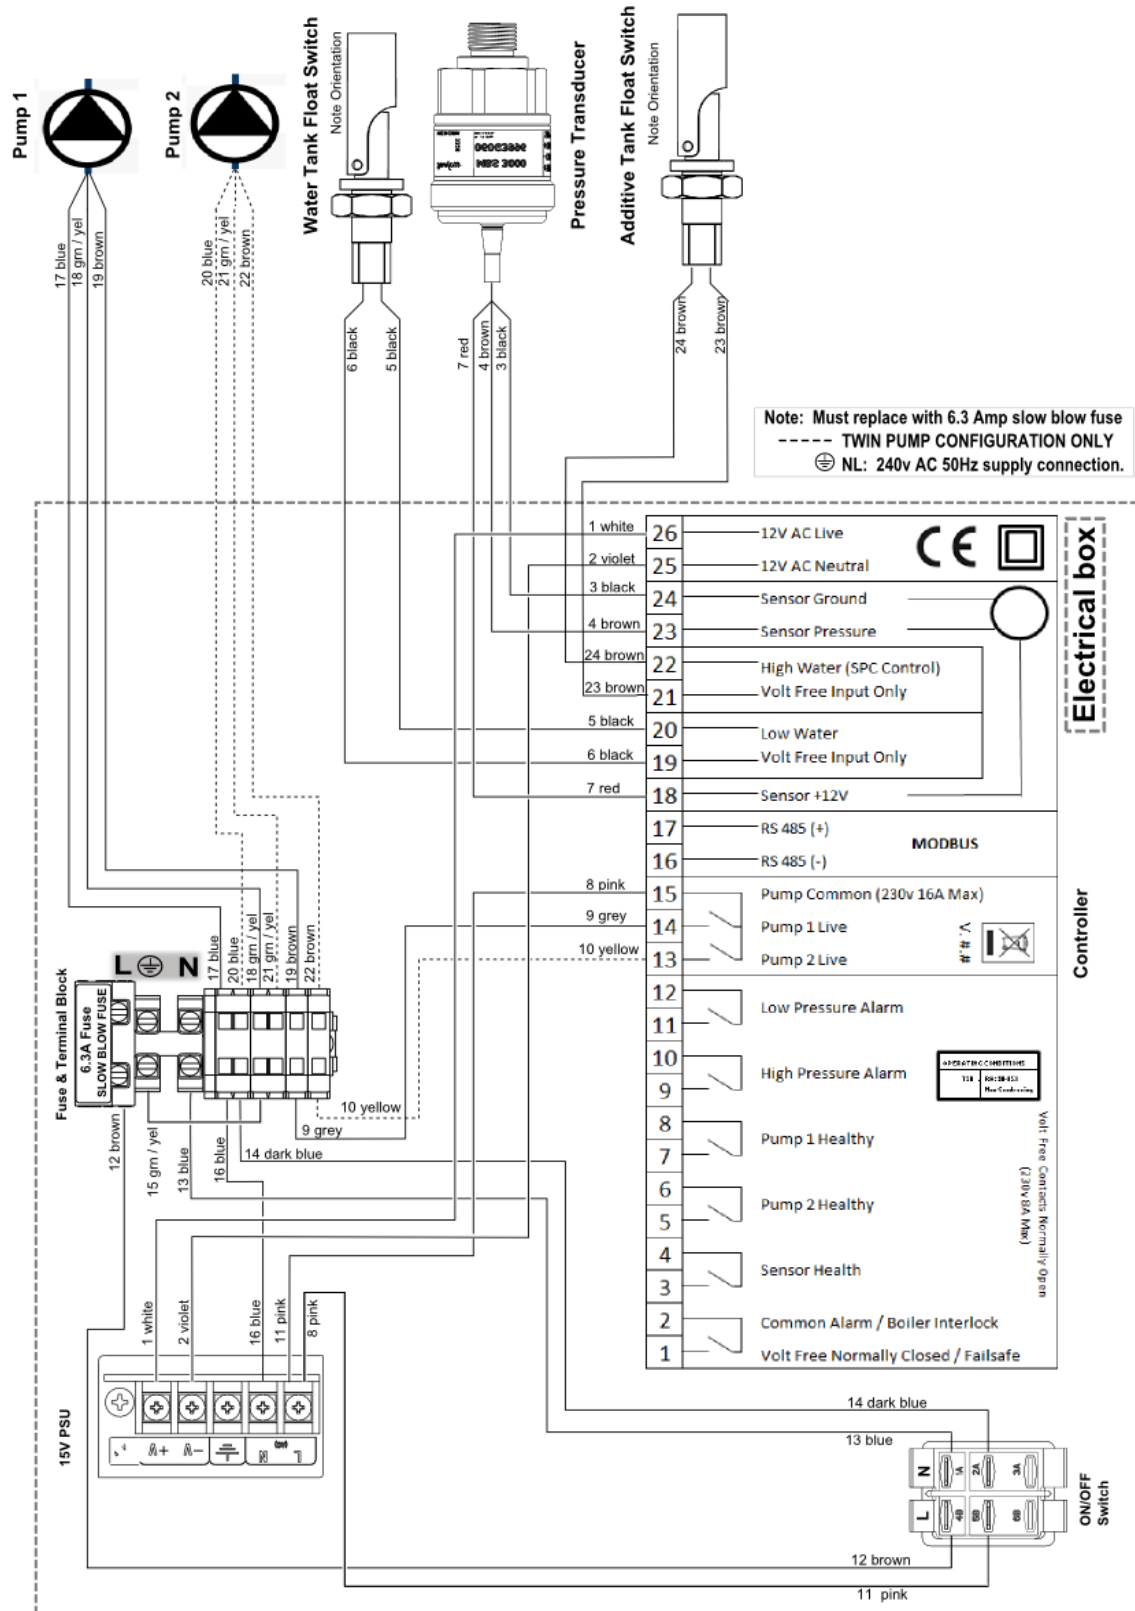 Pump 1
Pump 2
Water Tank Float Switch
Note Orientation
MBS 3000
060G3896
Pressure Transducer
Additive Tank Float Switch
Note Orientation
17 blue
18 grn / yel
19 brown
20 blue
21 grn / yel
22 brown
6 black
5 black
7 red
4 brown
3 black
24 brown
23 brown
Note: Must replace with 6.3 Amp slow blow fuse
----- TWIN PUMP CONFIGURATION ONLY
NL: 240v AC 50Hz supply connection.
Electrical box
1 white 26 12V AC Live
CE
2 violet 25 12V AC Neutral
3 black 24 Sensor Ground
4 brown 23 Sensor Pressure
24 brown 22 High Water (SPC Control)
23 brown 21 Volt Free Input Only
5 black 20 Low Water
6 black 19 Volt Free Input Only
7 red 18 Sensor +12V
17 RS 485 (+)
MODBUS
16 RS 485 (-)
8 pink 15 Pump Common (230v 16A Max)
9 grey 14 Pump 1 Live
10 yellow 13 Pump 2 Live
V.#.#
Controller
12
Low Pressure Alarm
11
10
High Pressure Alarm
9
OPERATING CONDITIONS
8
Pump 1 Healthy
7
6
Pump 2 Healthy
5
4
Sensor Health
3
2 Common Alarm / Boiler Interlock
1 Volt Free Normally Closed / Failsafe
Volt Free Contacts Normally Open
(230v 8A Max)
L N
17 blue
20 blue
18 grn / yel
21 grn / yel
19 brown
22 brown
Fuse & Terminal Block
6.3A Fuse
SLOW BLOW FUSE
10 yellow
9 grey
12 brown
15 grn / yel
13 blue
16 blue
14 dark blue
1 white
2 violet
16 blue
11 pink
8 pink
15V PSU
V+ V- N L
14 dark blue
13 blue
N 1A 2A 3A
L 4B 5B 6B
ON/OFF
Switch
12 brown
11 pink